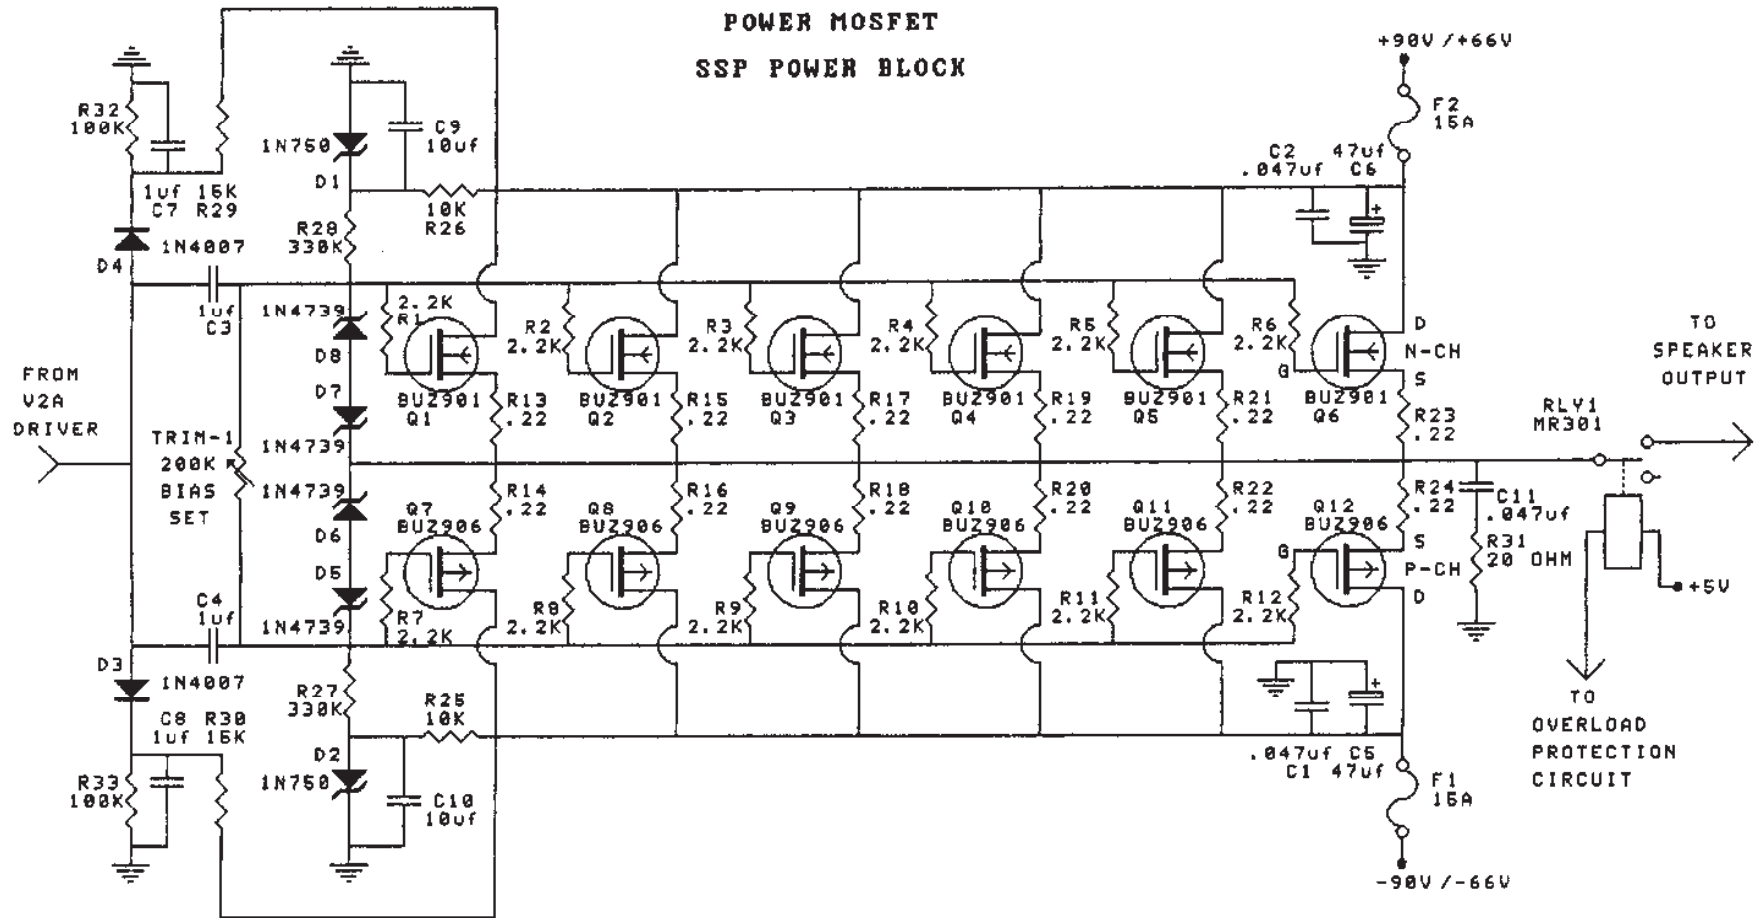 POWER MOSFET
SSP POWER BLOCK
+90V/+66V
F2
15A
R32
100K
1uf 15K
C7 R29
1N750
D1
C9
10uf
10K
R26
C2
.047uf
47uf
C6
R28
330K
1N4007
D4
1uf
C3
1N4739
D8
D7
1N4739
1N4739
D6
D5
1N4739
2.2K
R1
R2
2.2K
R3
2.2K
R4
2.2K
R5
2.2K
R6
2.2K
G
D
N-CH
S
BUZ901
Q1
BUZ901
Q2
BUZ901
Q3
BUZ901
Q4
BUZ901
Q5
BUZ901
Q6
R13
.22
R15
.22
R17
.22
R19
.22
R21
.22
R23
.22
FROM
V2A
DRIVER
TRIM-1
200K
BIAS
SET
RLY1
MR301
TO
SPEAKER
OUTPUT
R14
.22
R16
.22
R18
.22
R20
.22
R22
.22
R24
.22
C11
.047uf
R31
20 OHM
Q7
BUZ906
Q8
BUZ906
Q9
BUZ906
Q10
BUZ906
Q11
BUZ906
Q12
BUZ906
G
S
P-CH
D
+5V
C4
1uf
R7
2.2K
R8
2.2K
R9
2.2K
R10
2.2K
R11
2.2K
R12
2.2K
D3
1N4007
C8 R30
1uf 15K
R33
100K
R27
330K
R25
10K
D2
1N750
C10
10uf
.047uf C5
C1 47uf
F1
15A
-90V/-66V
TO
OVERLOAD
PROTECTION
CIRCUIT